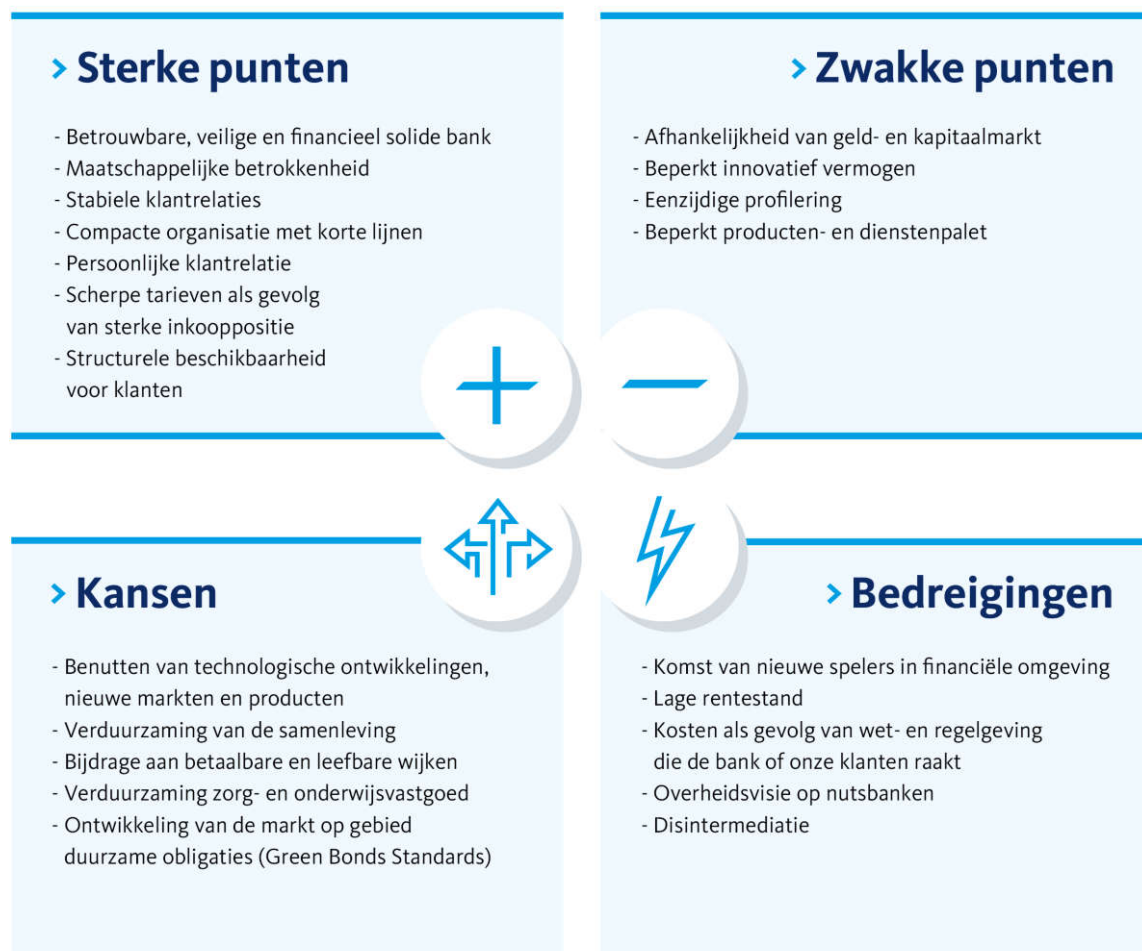 > Sterke punten
- Betrouwbare, veilige en financieel solide bank
- Maatschappelijke betrokkenheid
- Stabiele klantrelaties
- Compacte organisatie met korte lijnen
- Persoonlijke klantrelatie
- Scherpe tarieven als gevolg
van sterke inkooppositie
- Structurele beschikbaarheid
voor klanten
> Zwakke punten
- Afhankelijkheid van geld- en kapitaalmarkt
- Beperkt innovatief vermogen
- Eenzijdige profilering
- Beperkt producten- en dienstenpalet
> Kansen
- Benutten van technologische ontwikkelingen,
nieuwe markten en producten
- Verduurzaming van de samenleving
- Bijdrage aan betaalbare en leefbare wijken
- Verduurzaming zorg- en onderwijsvastgoed
- Ontwikkeling van de markt op gebied
duurzame obligaties (Green Bonds Standards)
> Bedreigingen
- Komst van nieuwe spelers in financiële omgeving
- Lage rentestand
- Kosten als gevolg van wet- en regelgeving
die de bank of onze klanten raakt
- Overheidsvisie op nutsbanken
- Disintermediatie